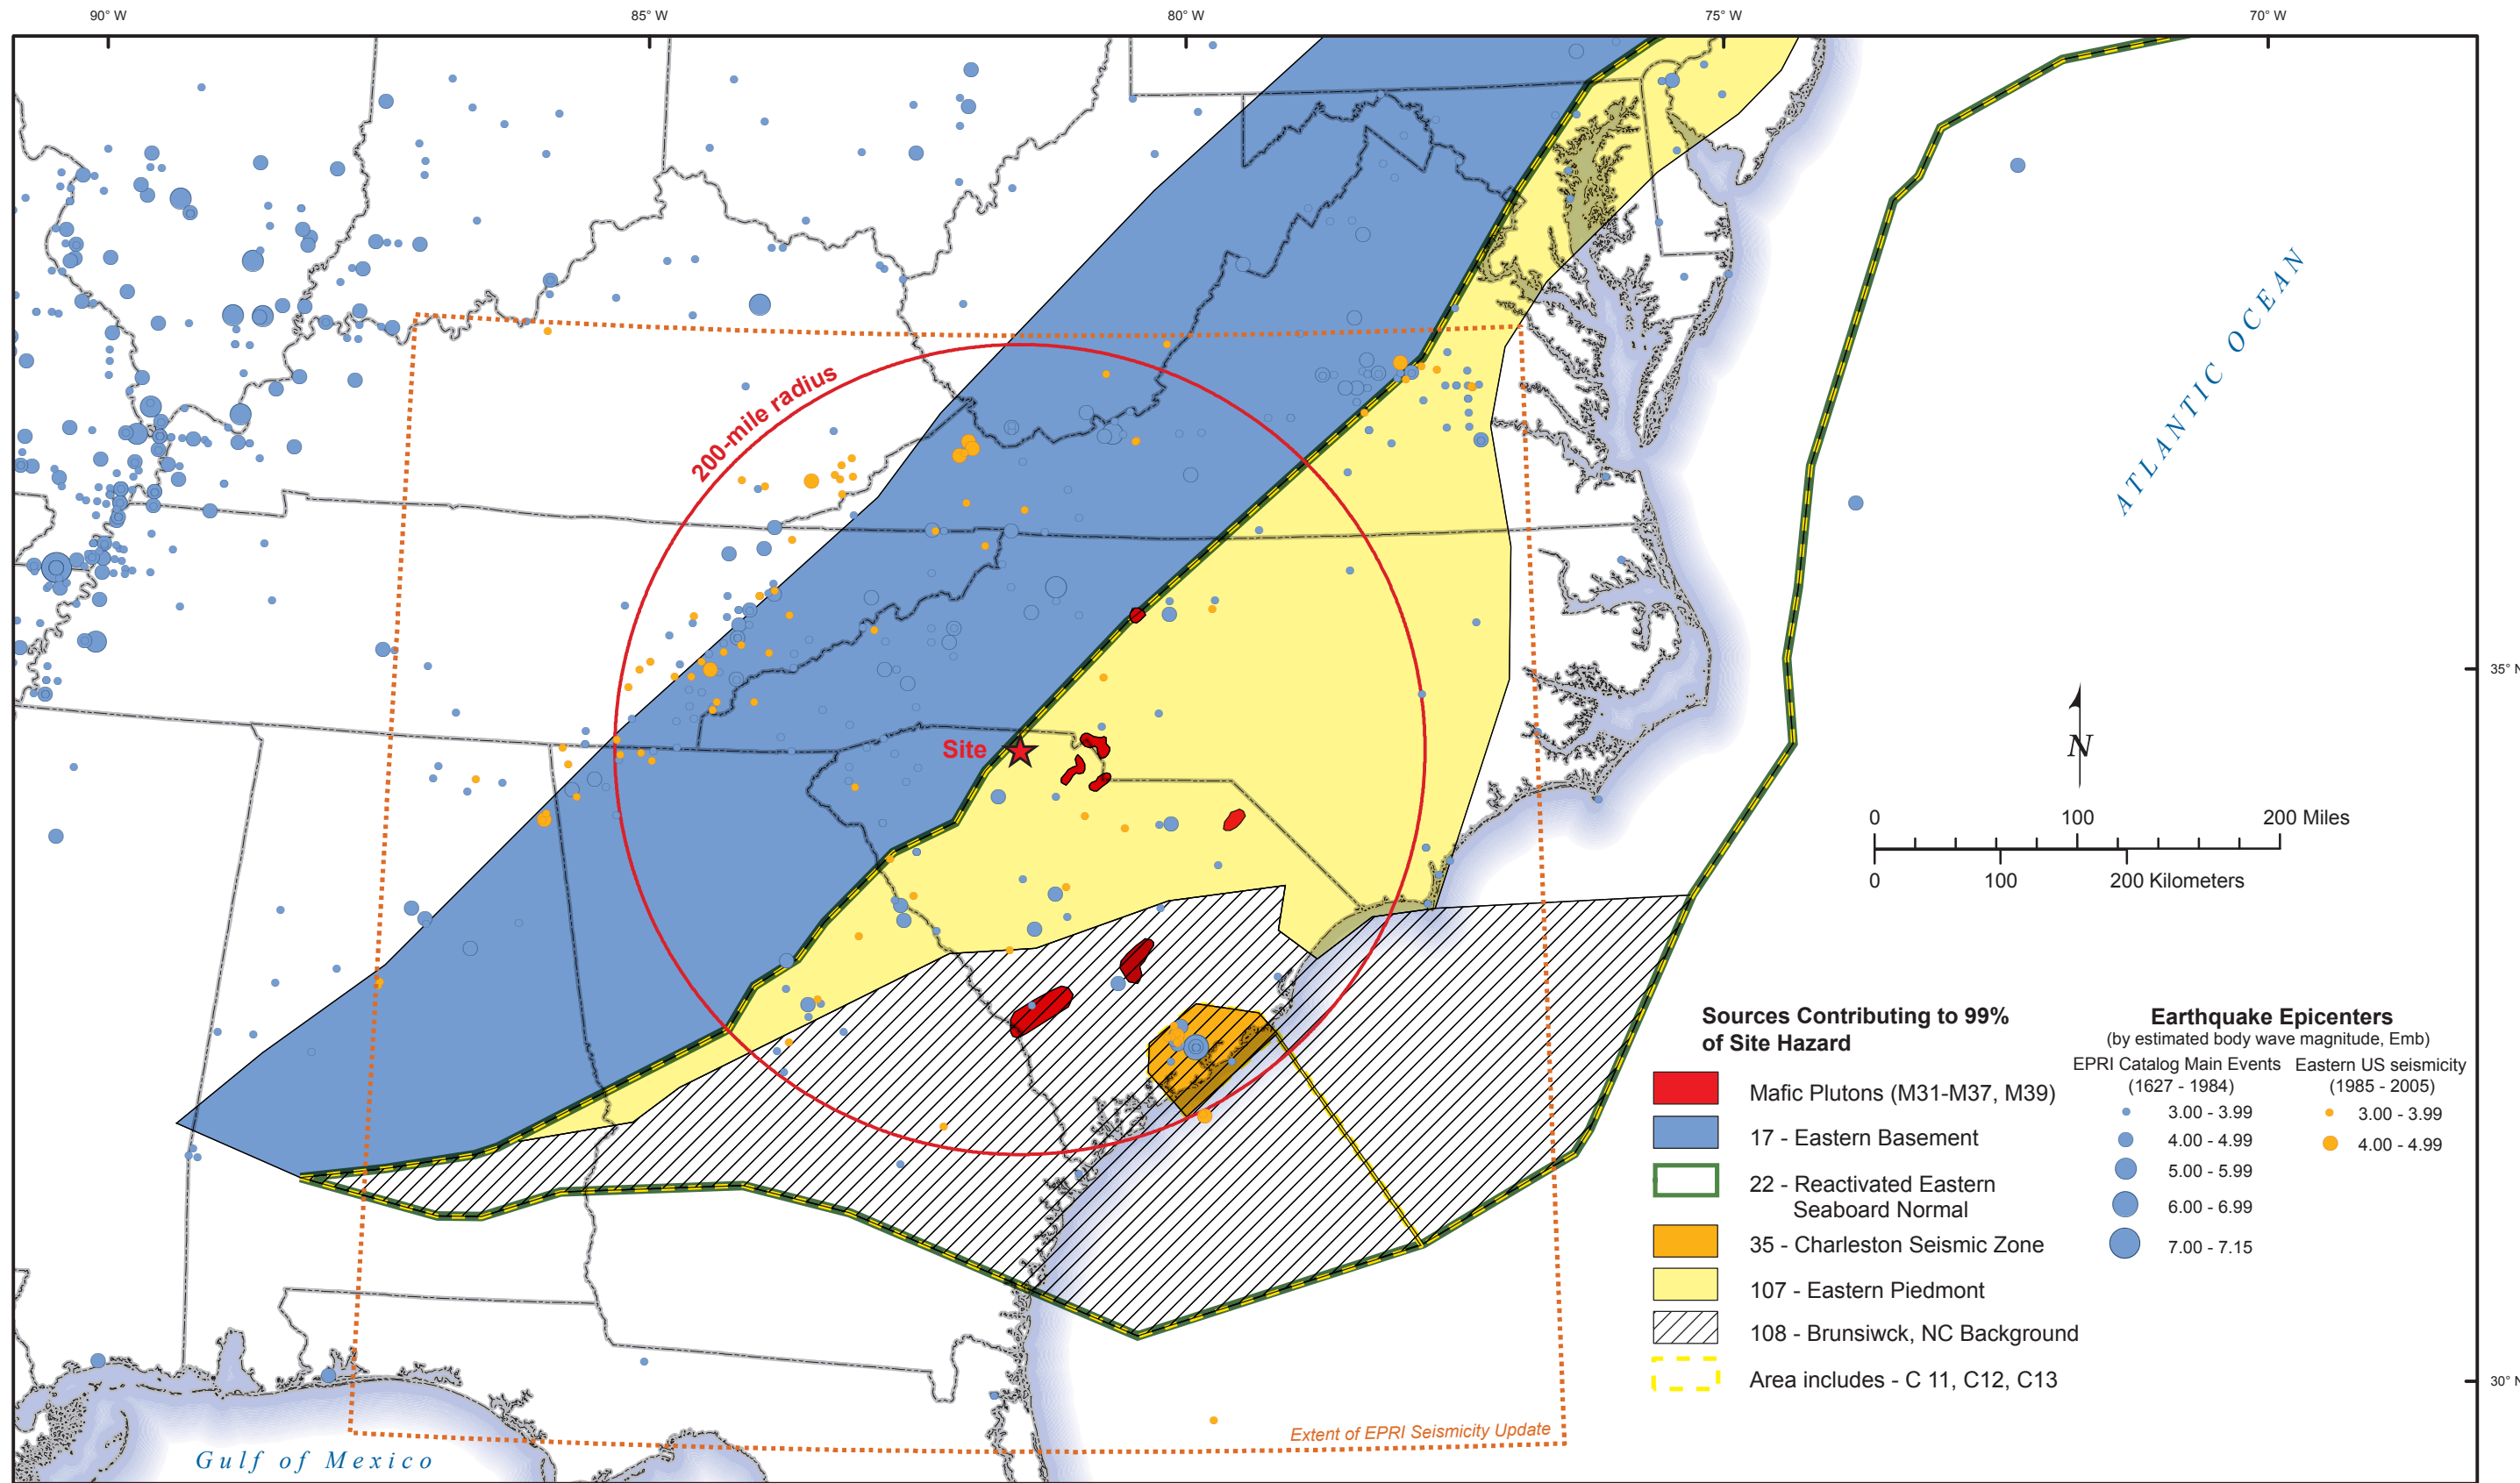 90° W
85° W
80° W
75° W
70° W
200-mile radius
ATLANTIC OCEAN
35° N
Site
N
0 100 200 Miles
0 100 200 Kilometers
Sources Contributing to 99%
of Site Hazard
Mafic Plutons (M31-M37, M39)
17 - Eastern Basement
22 - Reactivated Eastern
Seaboard Normal
35 - Charleston Seismic Zone
107 - Eastern Piedmont
108 - Brunsiwck, NC Background
Area includes - C 11, C12, C13
Earthquake Epicenters
(by estimated body wave magnitude, Emb)
EPRI Catalog Main Events
(1627 - 1984)
3.00 - 3.99
4.00 - 4.99
5.00 - 5.99
6.00 - 6.99
7.00 - 7.15
Eastern US seismicity
(1985 - 2005)
3.00 - 3.99
4.00 - 4.99
30° N
Extent of EPRI Seismicity Update
Gulf of Mexico